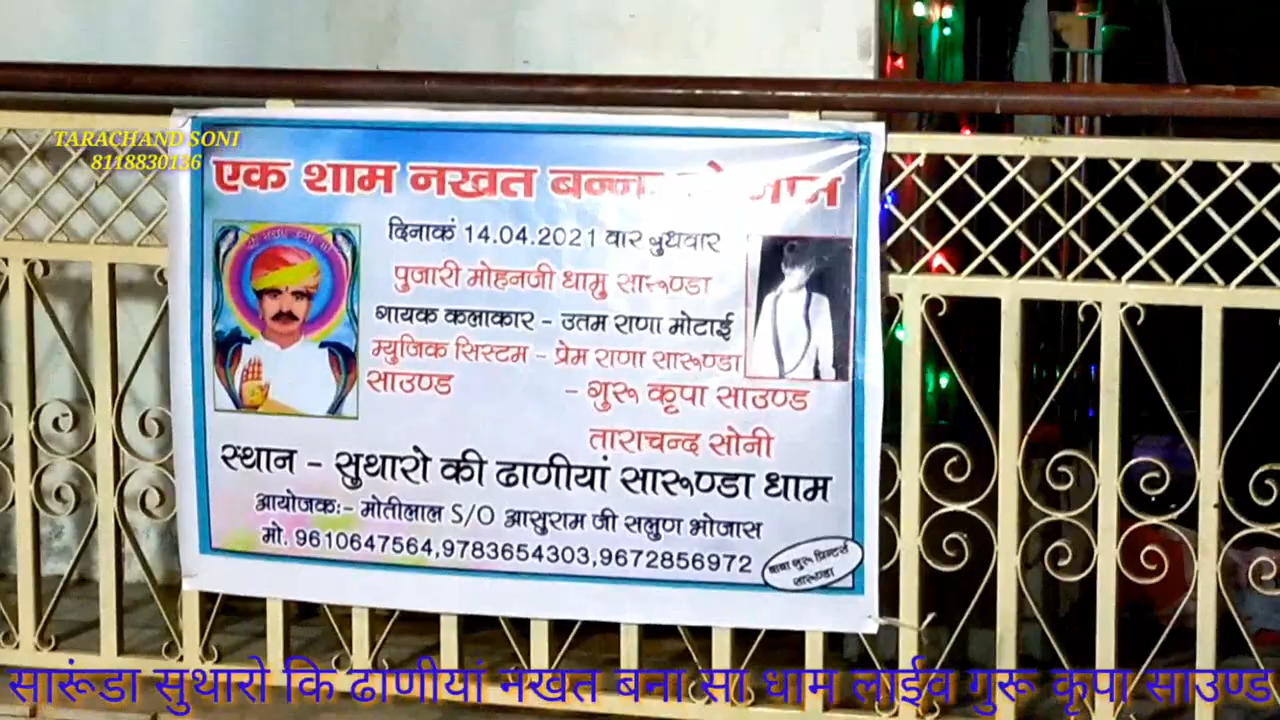 TARACHAND SONI
8118830136
एक शाम नखत
दिनाकं 14.04.2021 वार बुधवार
पुजारी मोहनजी धामु सारूण्डा
गायक कलाकार - उतम राणा मोटाई
म्युजिक सिस्टम - प्रेम राणा सारूण्डा
साउण्ड - गुरू कृपा साउण्ड
ताराचन्द सोनी
स्थान - सुथारो की ढाणीयां सारूण्डा धाम
आयोजकः- मोतीलाल S/O आसुराम जी सलुण भोजास
मो. 9610647564,9783654303,9672856972
बाबा गुरू प्रिन्टर्स
सारूण्डा
सारूंडा सुथारो कि ढाणीयां नखत बना सा धाम लाईव गुरू कृपा साउण्ड